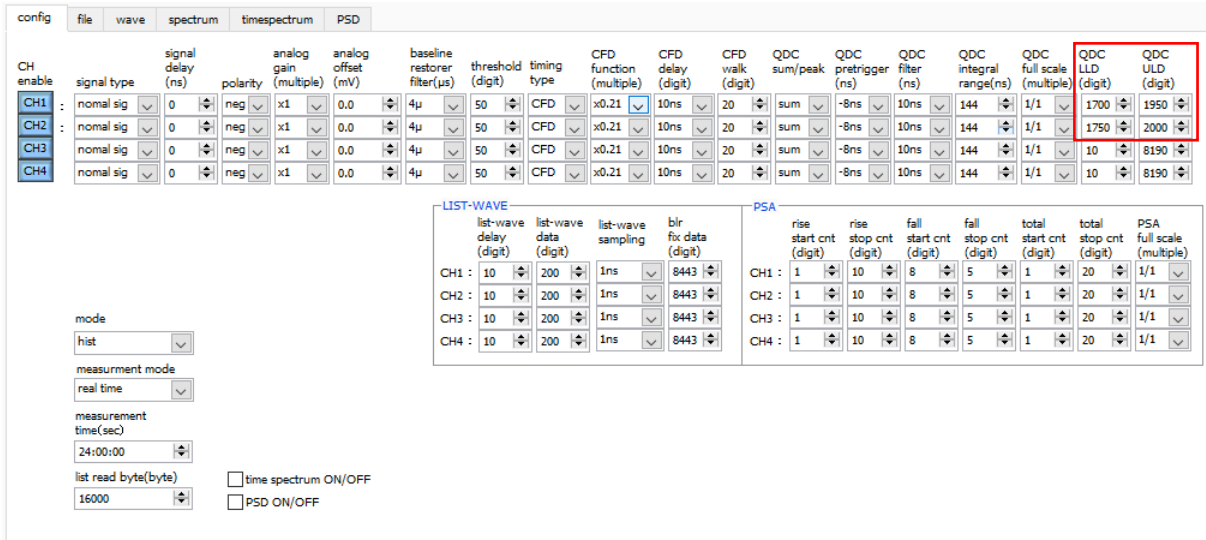 config file wave spectrum timespectrum PSD
CH enable signal type signal delay (ns) polarity analog gain (multiple) analog offset (mV) baseline restorer filter(μs) threshold (digit) timing type CFD function (multiple) CFD delay (digit) CFD walk (digit) QDC sum/peak QDC pretrigger (ns) QDC filter (ns) QDC integral range(ns) QDC full scale (multiple) QDC LLD (digit) QDC ULD (digit)
CH1 : nomal sig 0 neg x1 0.0 4μ 50 CFD x0.21 10ns 20 sum -8ns 10ns 144 1/1 1700 1950
CH2 : nomal sig 0 neg x1 0.0 4μ 50 CFD x0.21 10ns 20 sum -8ns 10ns 144 1/1 1750 2000
CH3 nomal sig 0 neg x1 0.0 4μ 50 CFD x0.21 10ns 20 sum -8ns 10ns 144 1/1 10 8190
CH4 nomal sig 0 neg x1 0.0 4μ 50 CFD x0.21 10ns 20 sum -8ns 10ns 144 1/1 10 8190
LIST-WAVE
list-wave delay (digit) list-wave data (digit) list-wave sampling blr fix data (digit)
CH1 : 10 200 1ns 8443
CH2 : 10 200 1ns 8443
CH3 : 10 200 1ns 8443
CH4 : 10 200 1ns 8443
PSA
rise start cnt (digit) rise stop cnt (digit) fall start cnt (digit) fall stop cnt (digit) total start cnt (digit) total stop cnt (digit) PSA full scale (multiple)
CH1 : 1 10 8 5 1 20 1/1
CH2 : 1 10 8 5 1 20 1/1
CH3 : 1 10 8 5 1 20 1/1
CH4 : 1 10 8 5 1 20 1/1
mode
hist
measurment mode
real time
measurement
time(sec)
24:00:00
list read byte(byte)
16000
time spectrum ON/OFF
PSD ON/OFF